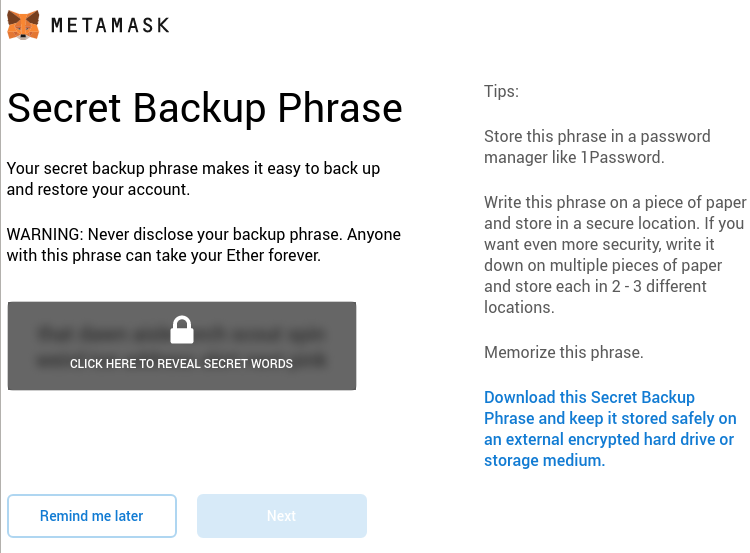 METAMASK
Secret Backup Phrase
Your secret backup phrase makes it easy to back up
and restore your account.
WARNING: Never disclose your backup phrase. Anyone
with this phrase can take your Ether forever.
CLICK HERE TO REVEAL SECRET WORDS
Remind me later
Next
Tips:
Store this phrase in a password
manager like 1Password.
Write this phrase on a piece of paper
and store in a secure location. If you
want even more security, write it
down on multiple pieces of paper
and store each in 2 - 3 different
locations.
Memorize this phrase.
Download this Secret Backup
Phrase and keep it stored safely on
an external encrypted hard drive or
storage medium.